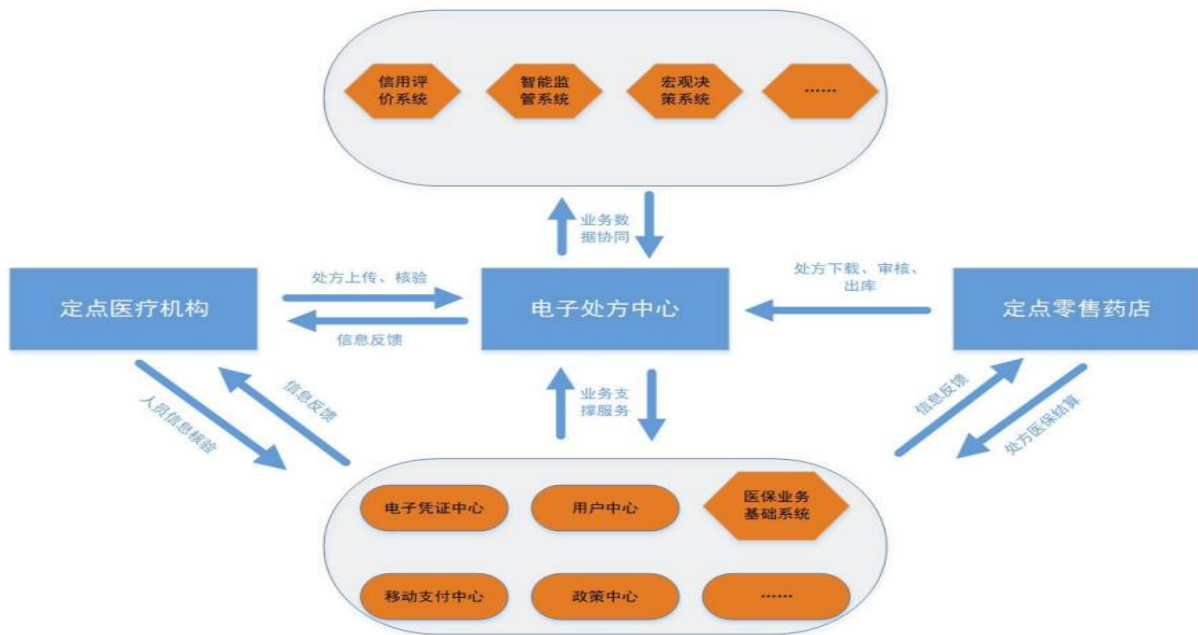 信用评
价系统
智能监
管系统
宏观决
策系统
……
业务数
据协同
定点医疗机构
处方上传、核验
信息反馈
电子处方中心
处方下载、审核、
出库
定点零售药店
人员信息核验
信息反馈
业务支
撑服务
信息反馈
处方医保结算
电子凭证中心
用户中心
医保业务
基础系统
移动支付中心
政策中心
……